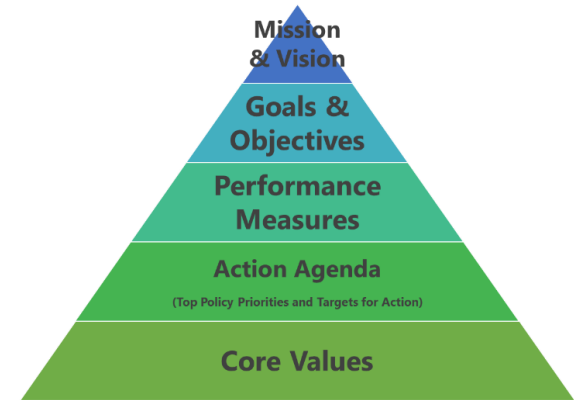 Mission
& Vision
Goals &
Objectives
Performance
Measures
Action Agenda
(Top Policy Priorities and Targets for Action)
Core Values